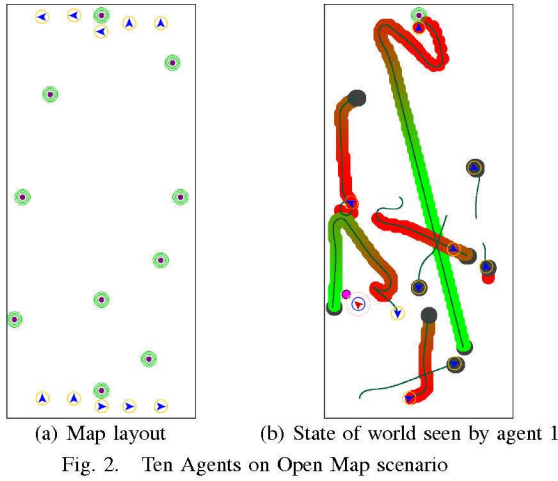 (a) Map layout
(b) State of world seen by agent 1
Fig. 2. Ten Agents on Open Map scenario